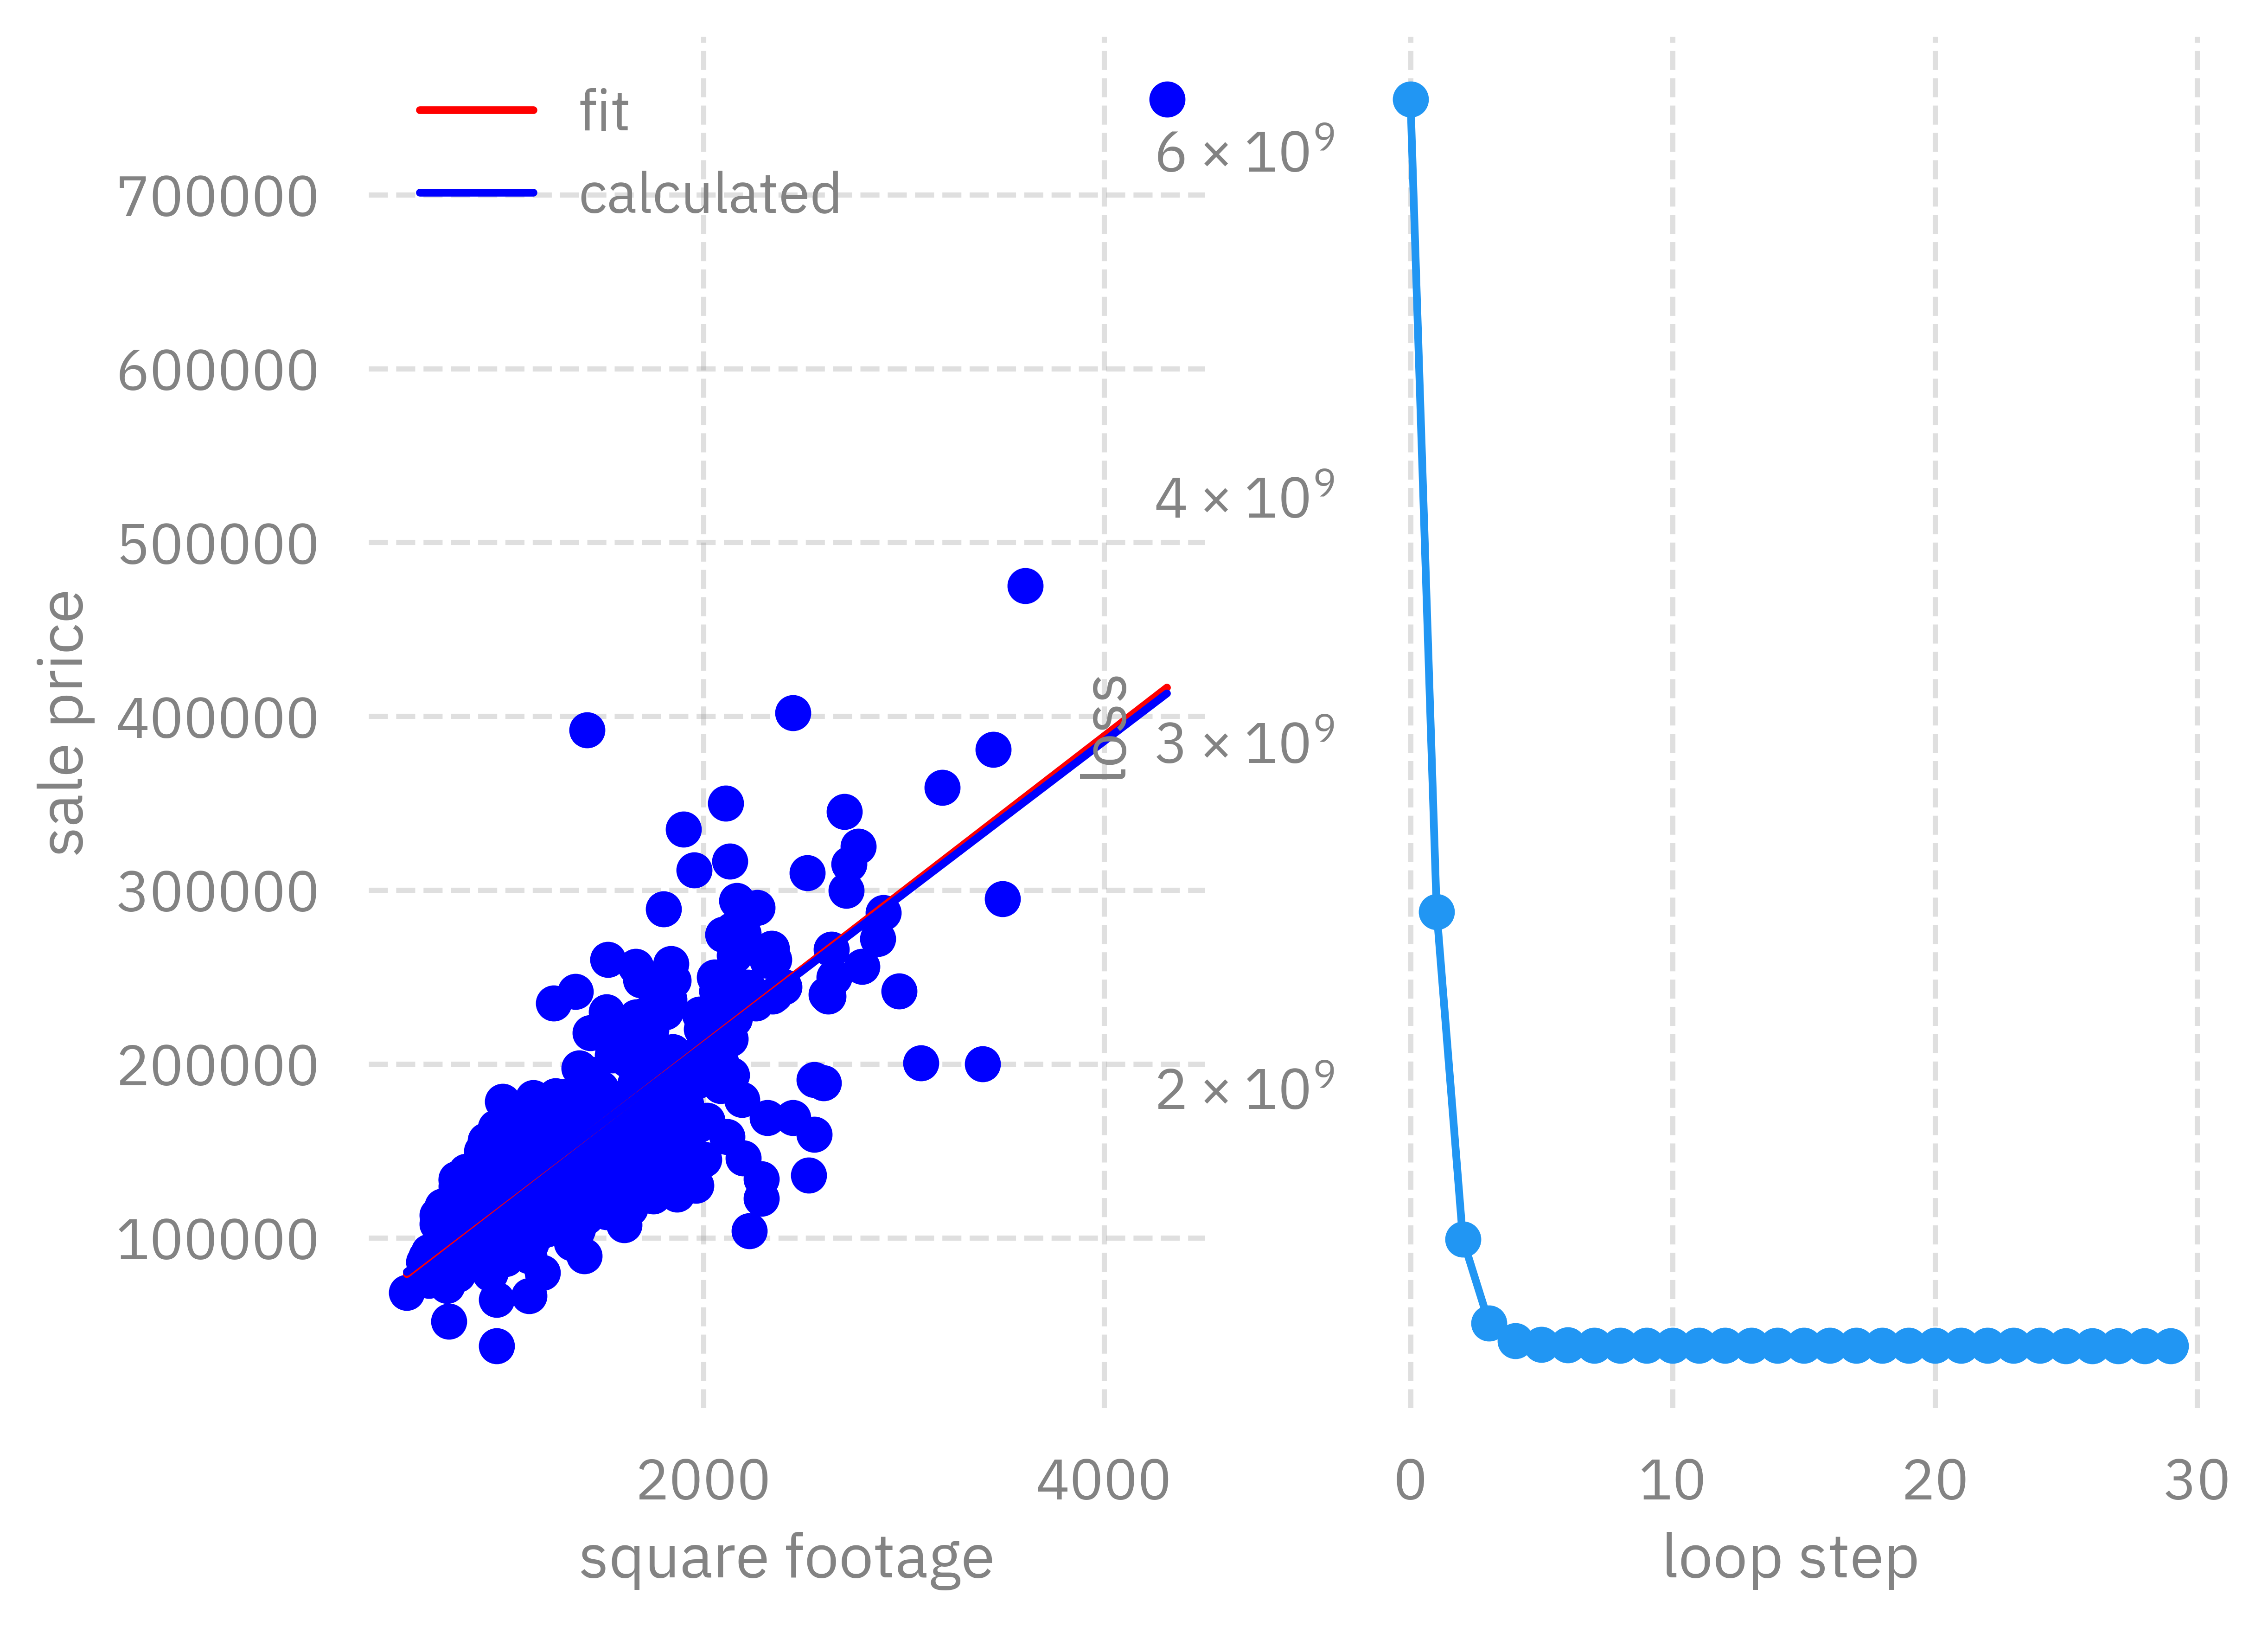 fit
calculated
700000
600000
500000
400000
300000
200000
100000
sale price
2000
4000
square footage
6 × 10⁹
4 × 10⁹
3 × 10⁹
2 × 10⁹
loss
0
10
20
30
loop step